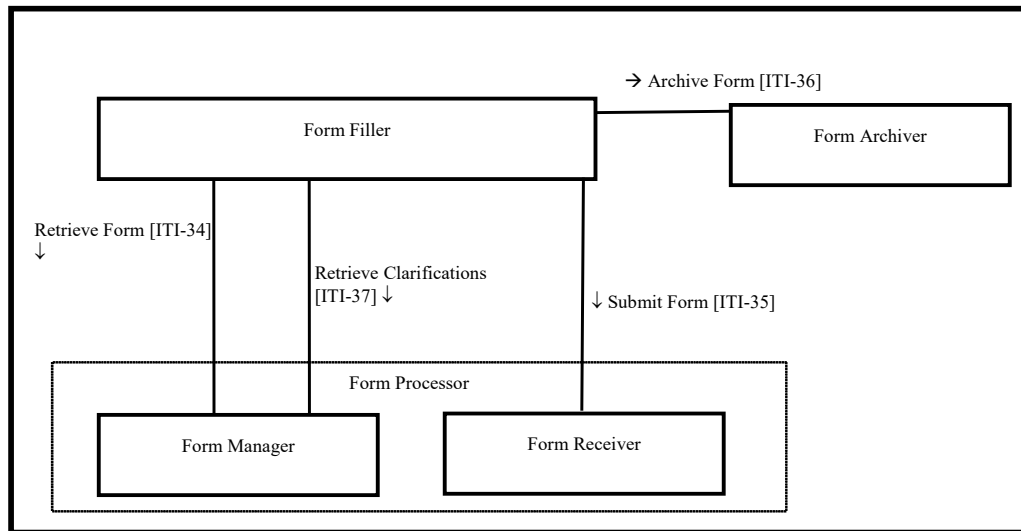 → Archive Form [ITI-36]
Form Filler
Form Archiver
Retrieve Form [ITI-34]
↓
Retrieve Clarifications
[ITI-37] ↓
↓ Submit Form [ITI-35]
Form Processor
Form Manager
Form Receiver